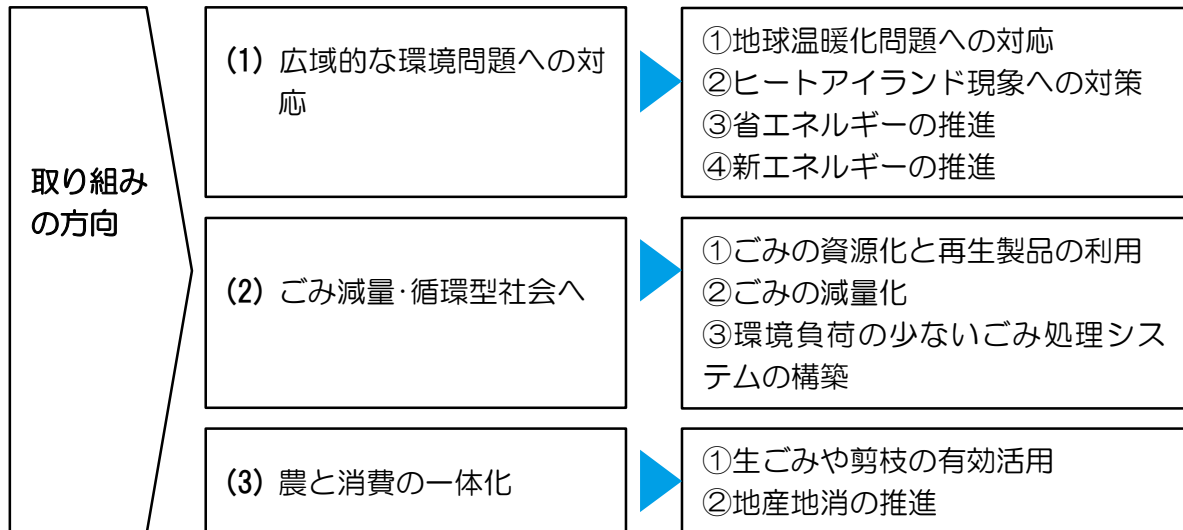 取り組み
の方向
(1) 広域的な環境問題への対
応
①地球温暖化問題への対応
②ヒートアイランド現象への対策
③省エネルギーの推進
④新エネルギーの推進
(2) ごみ減量・循環型社会へ
①ごみの資源化と再生製品の利用
②ごみの減量化
③環境負荷の少ないごみ処理シス
テムの構築
(3) 農と消費の一体化
①生ごみや剪枝の有効活用
②地産地消の推進